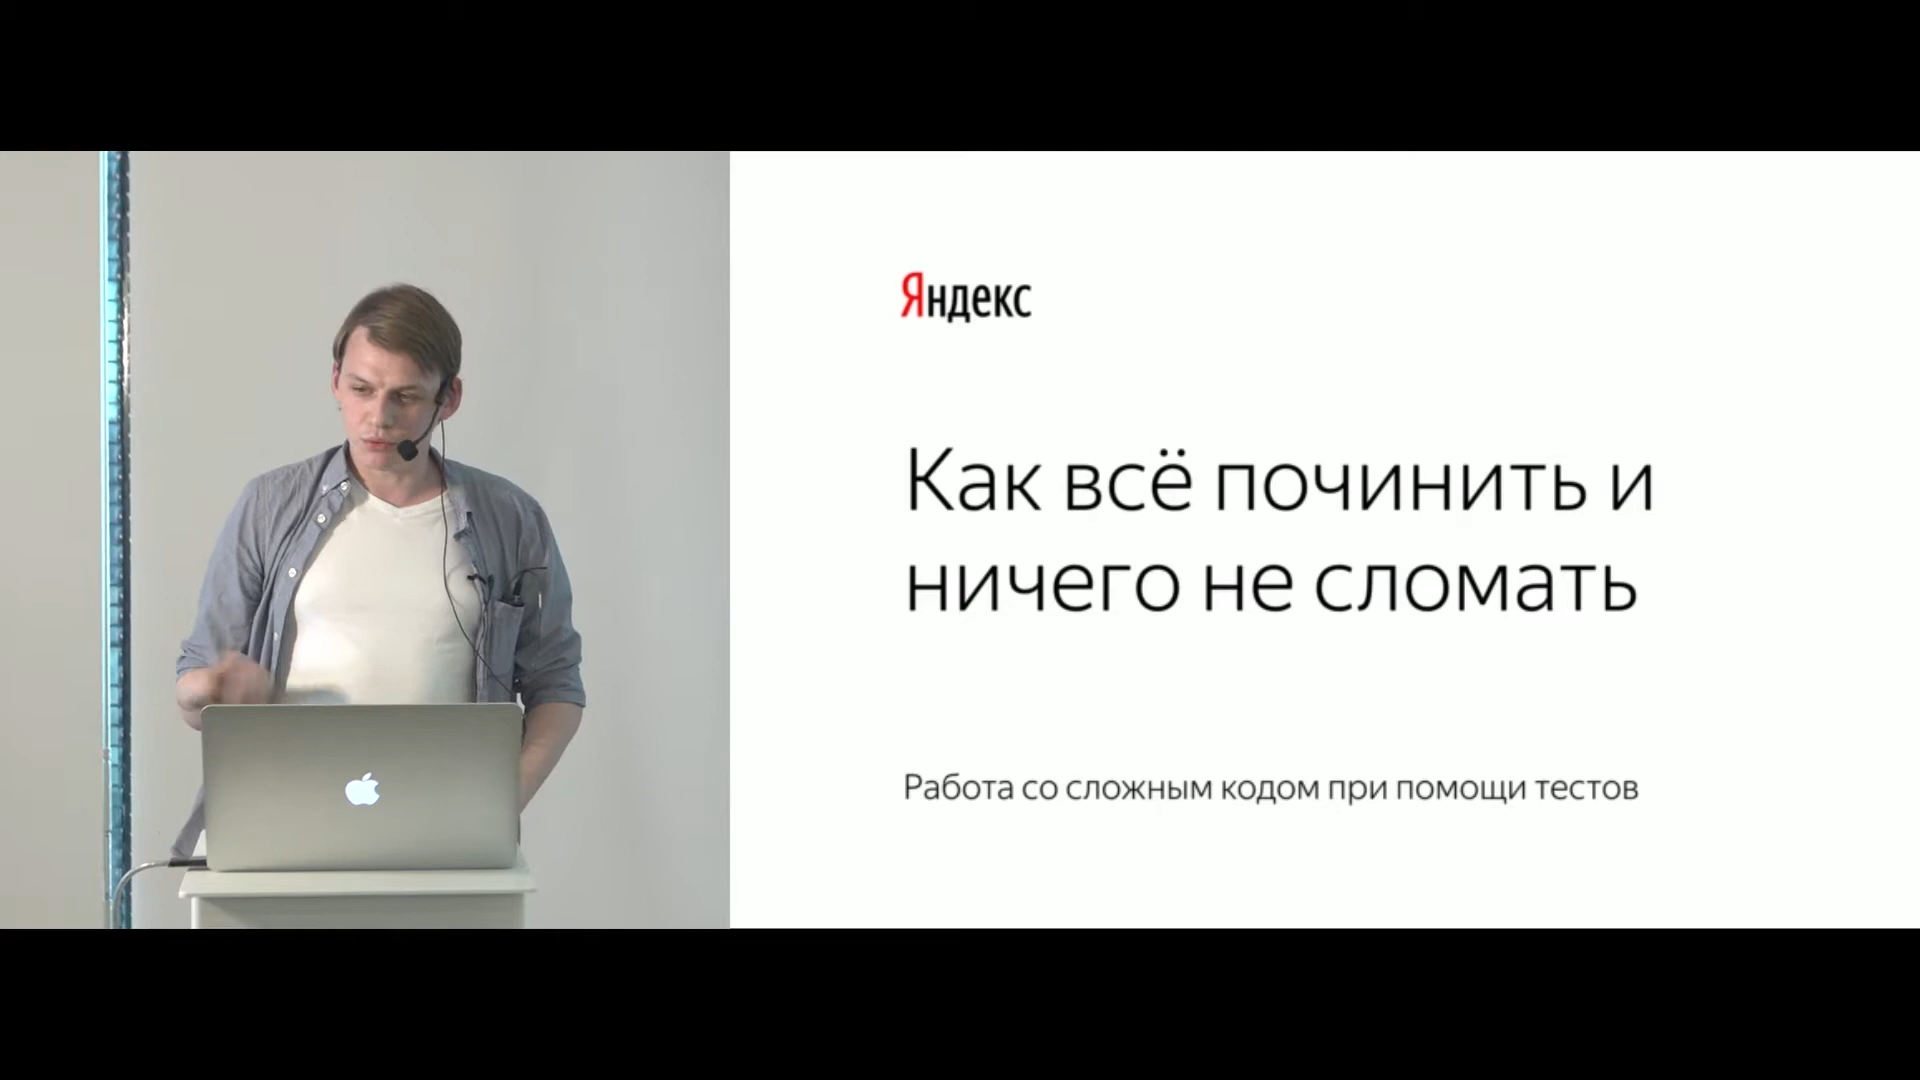 Яндекс
Как всё починить и
ничего не сломать
Работа со сложным кодом при помощи тестов